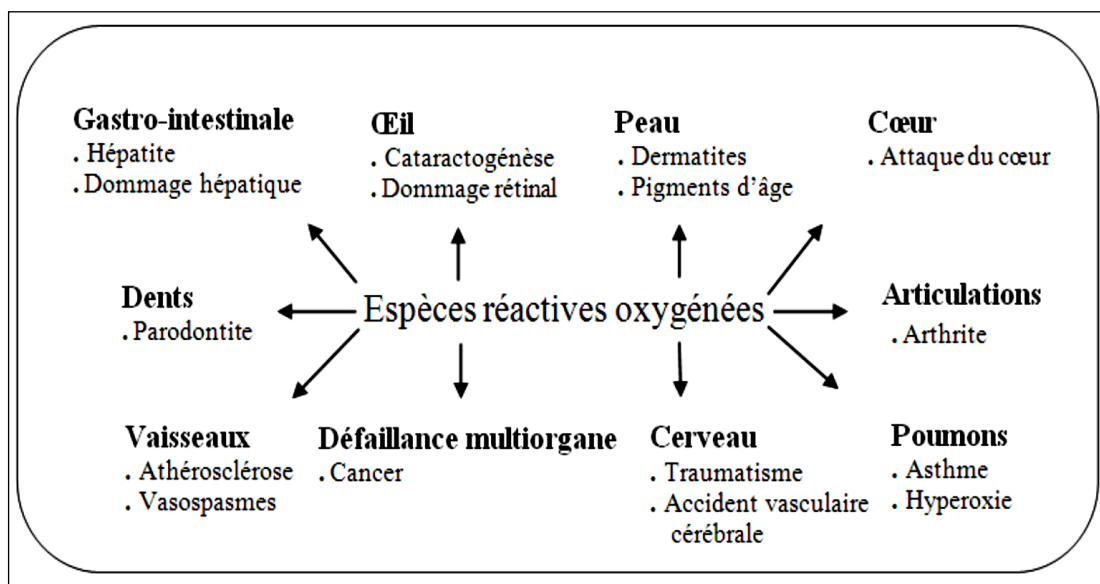 Gastro-intestinale
. Hépatite
. Dommage hépatique
Œil
. Cataractogénèse
. Dommage rétinal
Peau
. Dermatites
. Pigments d’âge
Cœur
. Attaque du cœur
Dents
. Parodontite
Espèces réactives oxygénées
Articulations
. Arthrite
Vaisseaux
. Athérosclérose
. Vasospasmes
Défaillance multiorgane
. Cancer
Cerveau
. Traumatisme
. Accident vasculaire
cérébrale
Poumons
. Asthme
. Hyperoxie